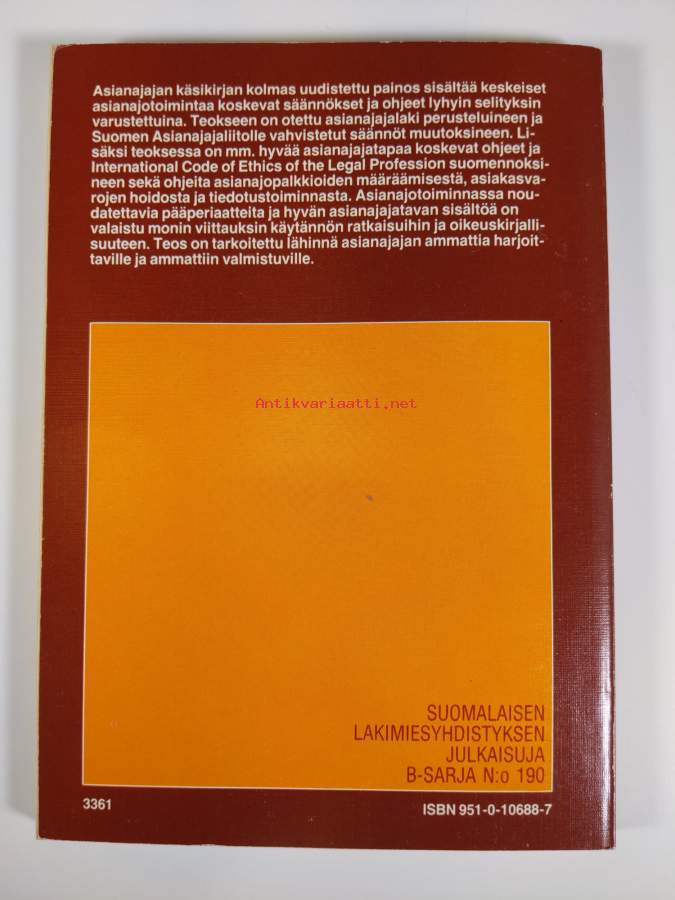 Asianajajan käsikirjan kolmas uudistettu painos sisältää keskeiset
asianajotoimintaa koskevat säännökset ja ohjeet lyhyin selityksin
varustettuina. Teokseen on otettu asianajajalaki perusteluineen ja
Suomen Asianajajaliitolle vahvistetut säännöt muutoksineen. Li-
säksi teoksessa on mm. hyvää asianajajatapaa koskevat ohjeet ja
International Code of Ethics of the Legal Profession suomennoksi-
neen sekä ohjeita asianajopalkkioiden määräämisestä, asiakasva-
rojen hoidosta ja tiedotustoiminnasta. Asianajotoiminnassa nou-
datettavia pääperiaatteita ja hyvän asianajajatavan sisältöä on
valaistu monin viittauksin käytännön ratkaisuihin ja oikeuskirjalli-
suuteen. Teos on tarkoitettu lähinnä asianajajan ammattia harjoit-
taville ja ammattiin valmistuville.
Antikvariaatti.net
SUOMALAISEN
LAKIMIESYHDISTYKSEN
JULKAISUJA
B-SARJA N:o 190
3361
ISBN 951-0-10688-7